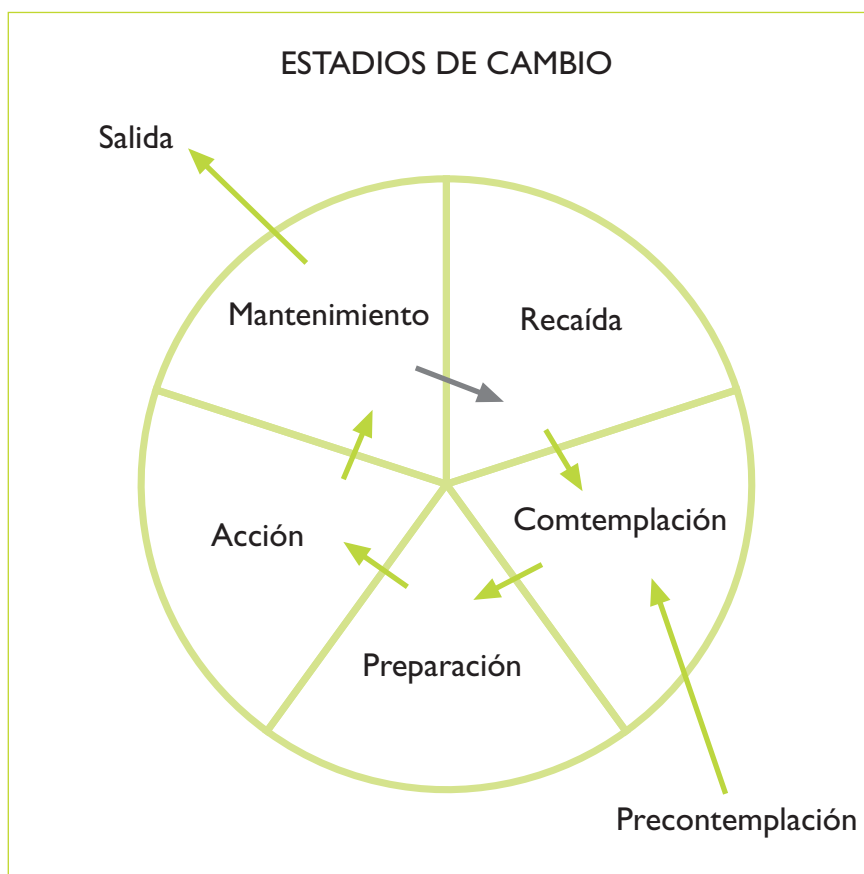 ESTADIOS DE CAMBIO
Salida
Mantenimiento
Recaída
Comtemplación
Acción
Preparación
Precontemplación